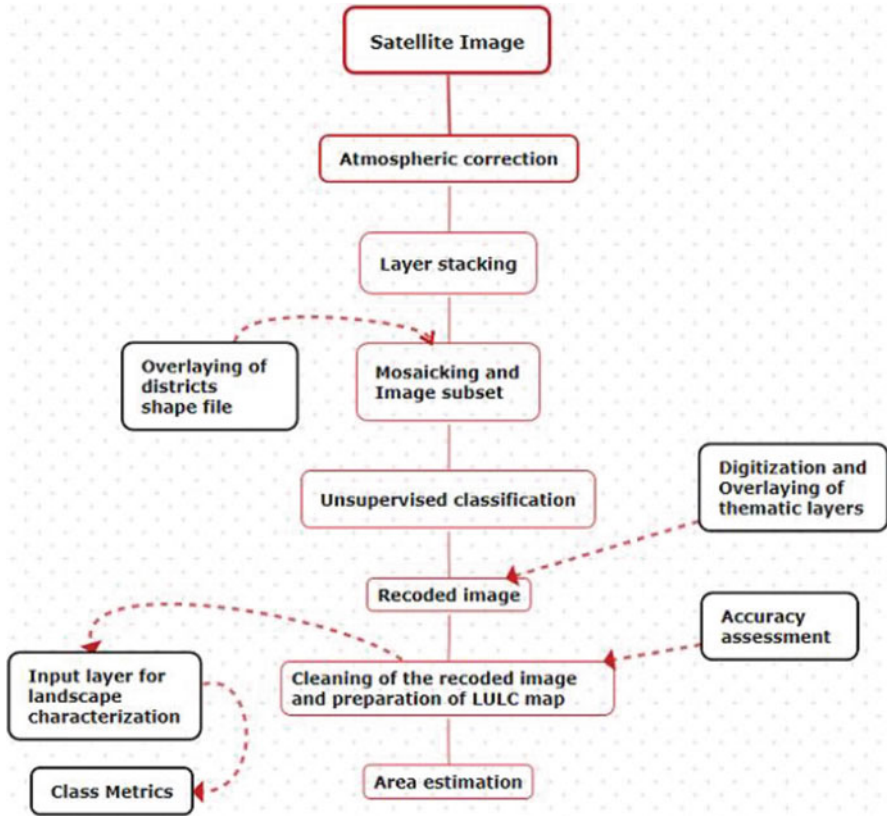 Satellite Image
Atmospheric correction
Layer stacking
Overlaying of
districts
shape file
Mosaicking and
Image subset
Digitization and
Overlaying of
thematic layers
Unsupervised classification
Recoded image
Accuracy
assessment
Input layer for
landscape
characterization
Cleaning of the recoded image
and preparation of LULC map
Class Metrics
Area estimation